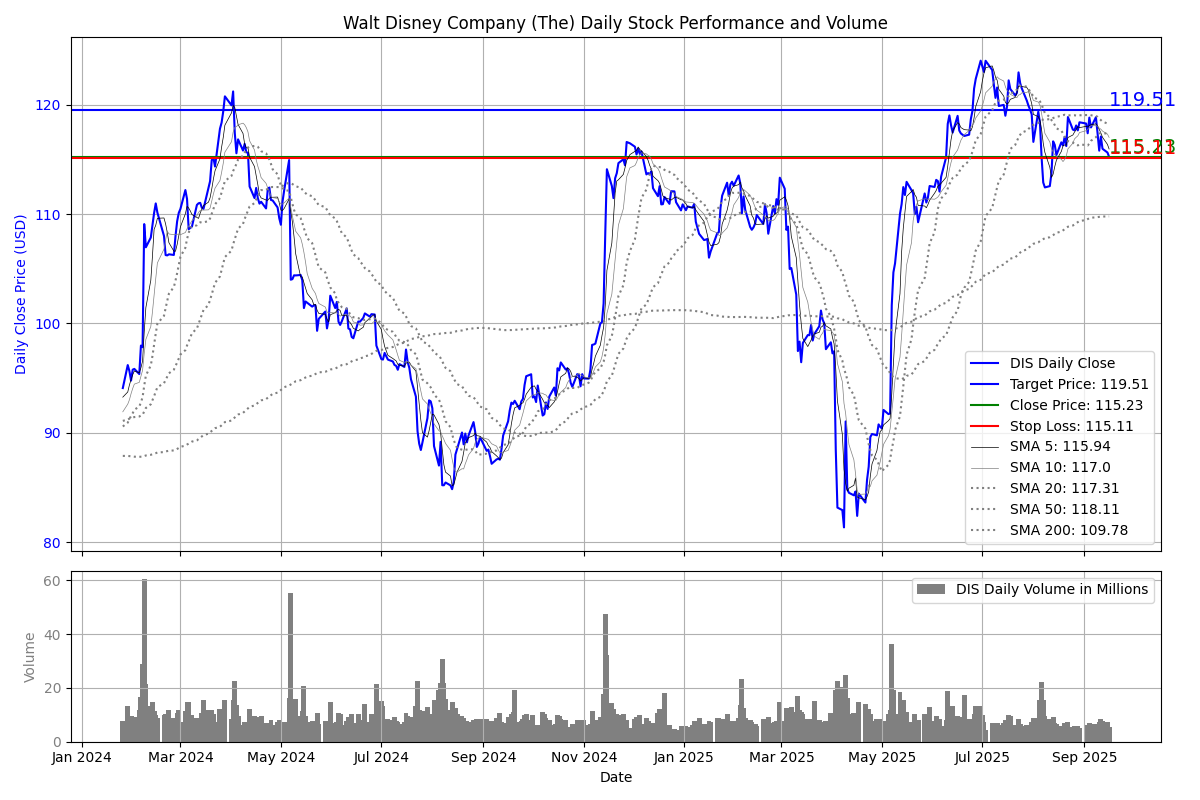 Walt Disney Company (The) Daily Stock Performance and Volume
Daily Close Price (USD)
120
110
100
90
80
119.51
115.23
115.11
DIS Daily Close
Target Price: 119.51
Close Price: 115.23
Stop Loss: 115.11
SMA 5: 115.94
SMA 10: 117.0
SMA 20: 117.31
SMA 50: 118.11
SMA 200: 109.78
Volume
60
40
20
0
DIS Daily Volume in Millions
Jan 2024 Mar 2024 May 2024 Jul 2024 Sep 2024 Nov 2024 Jan 2025 Mar 2025 May 2025 Jul 2025 Sep 2025
Date